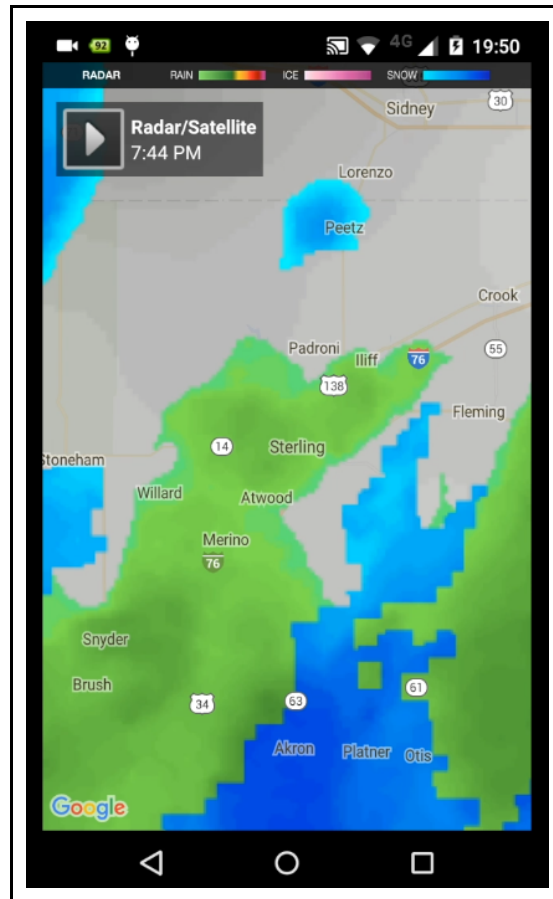 92
4G
19:50
RADAR RAIN ICE SNOW
Radar/Satellite
7:44 PM
Sidney
30
Lorenzo
Peetz
Crook
Padroni
Iliff
76
55
138
Fleming
14
Sterling
Stoneham
Willard
Atwood
Merino
76
Snyder
Brush
34
63
61
Akron
Platner
Otis
Google